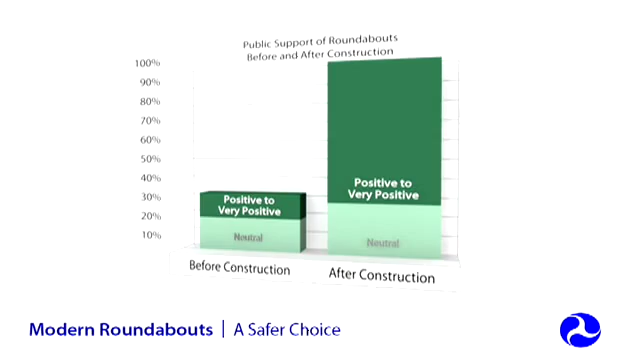 Public Support of Roundabouts
Before and After Construction
100%
90%
80%
70%
60%
50%
40%
30%
20%
10%
Positive to
Very Positive
Neutral
Positive to
Very Positive
Neutral
Before Construction
After Construction
Modern Roundabouts | A Safer Choice